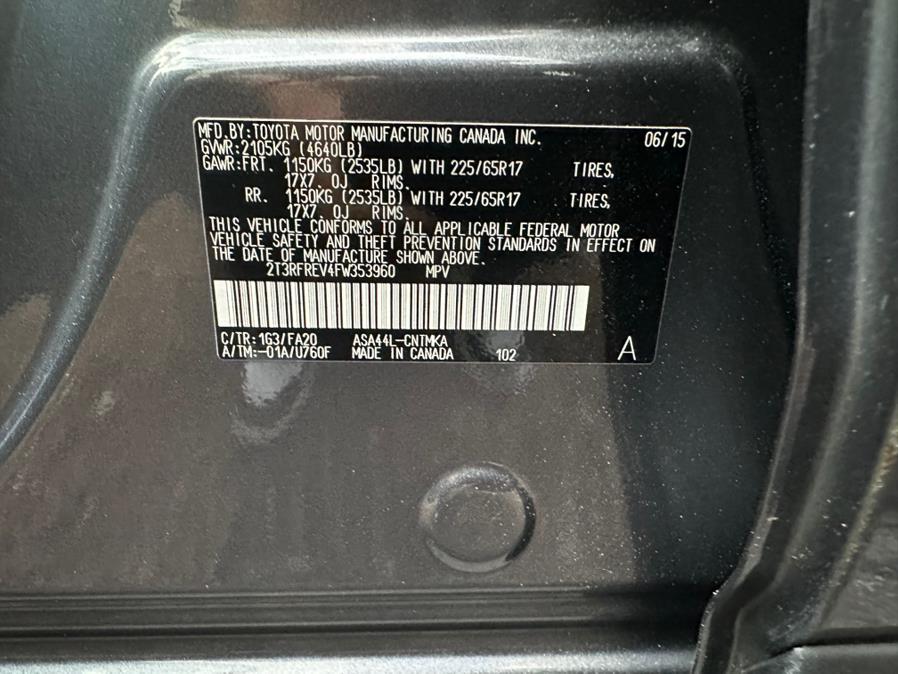 MFD.BY:TOYOTA MOTOR MANUFACTURING CANADA INC. 06/15
GVWR:2105KG (4640LB)
GAWR:FRT. 1150KG (2535LB) WITH 225/65R17 TIRES,
17X7.0J RIMS.
RR. 1150KG (2535LB) WITH 225/65R17 TIRES,
17X7.0J RIMS.
THIS VEHICLE CONFORMS TO ALL APPLICABLE FEDERAL MOTOR
VEHICLE SAFETY AND THEFT PREVENTION STANDARDS IN EFFECT ON
THE DATE OF MANUFACTURE SHOWN ABOVE.
2T3RFREV4FW353960 MPV
C/TR:1G3/FA20 ASA44L-CNTMKA
A/TM:-01A/U760F MADE IN CANADA 102 A